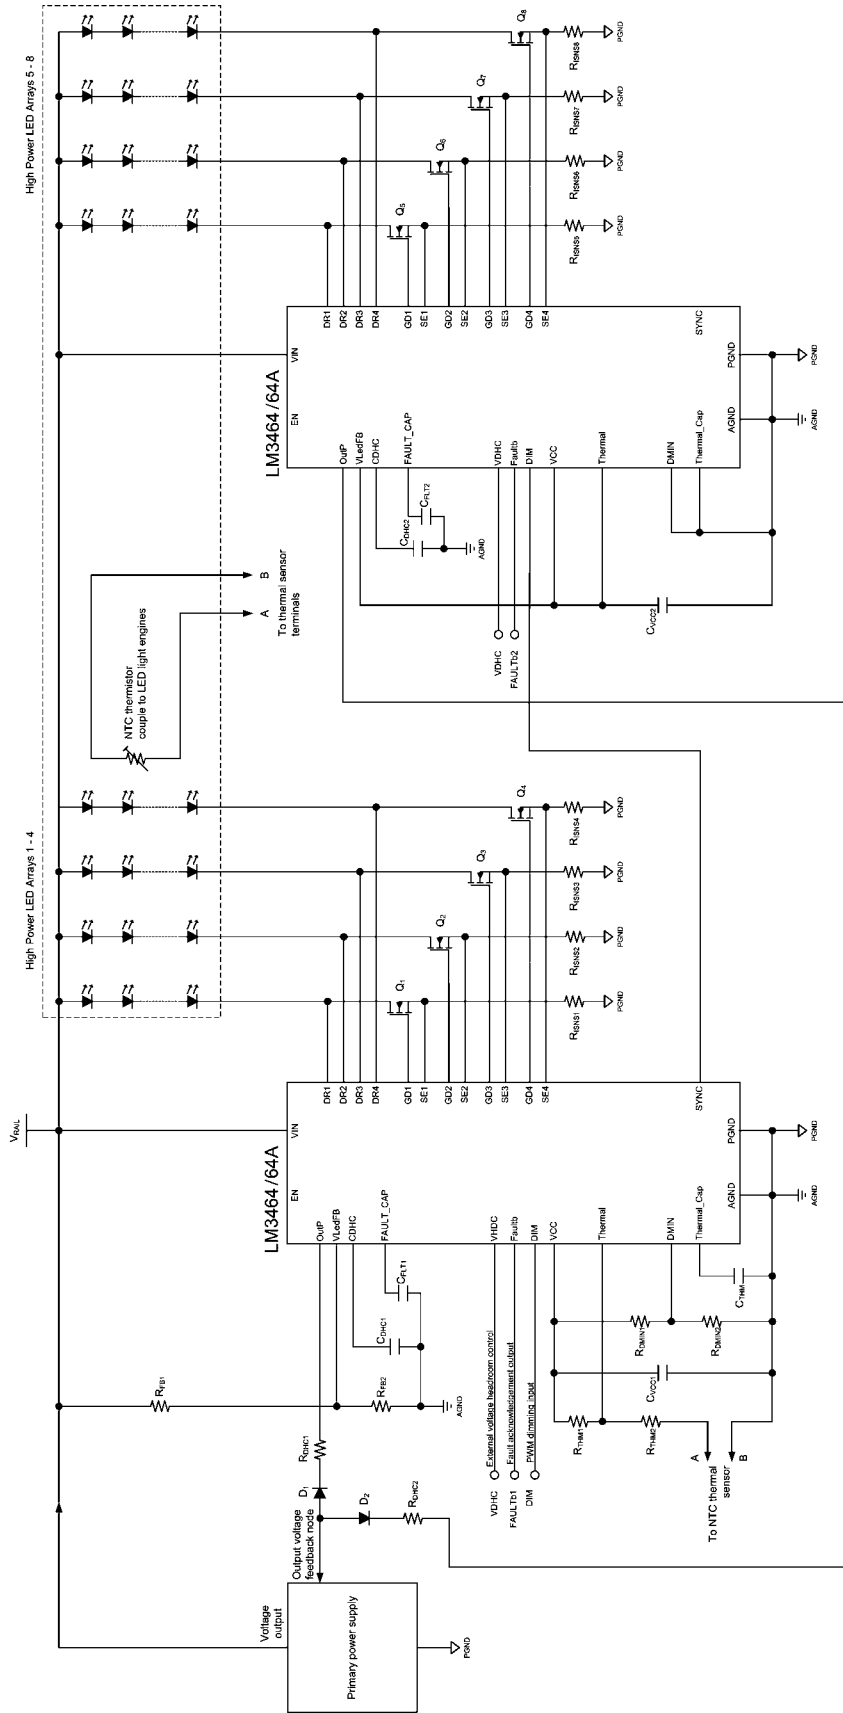 V_RAIL
High Power LED Arrays 1 - 4
High Power LED Arrays 5 - 8
NTC thermistor
couple to LED light engines
To thermal sensor
terminals
A
B
Voltage
output
Primary power supply
PGND
Output voltage
feedback node
D1
D2
RDHC1
RDHC2
RFB1
RFB2
CDHC1
CFLT1
AGND
LM3464/64A
EN
VIN
OutP
VLedFB
CDHC
FAULT_CAP
VHDC
Faultb
DIM
VCC
Thermal
DMIN
Thermal_Cap
AGND
PGND
DR1
DR2
DR3
DR4
GD1
SE1
GD2
SE2
GD3
SE3
GD4
SE4
SYNC
External voltage headroom control
Fault acknowledgement output
PWM dimming input
VDHC
FAULTb1
DIM
RTHM1
RTHM2
CVCC1
RDMIN1
RDMIN2
CTHM
A
B
To NTC thermal
sensor
AGND
PGND
Q1
Q2
Q3
Q4
RISNS1
RISNS2
RISNS3
RISNS4
PGND
PGND
PGND
PGND
LM3464/64A
EN
VIN
OutP
VLedFB
CDHC
FAULT_CAP
VDHC
Faultb
DIM
VCC
Thermal
DMIN
Thermal_Cap
AGND
PGND
DR1
DR2
DR3
DR4
GD1
SE1
GD2
SE2
GD3
SE3
GD4
SE4
SYNC
CDHC2
CFLT2
AGND
VDHC
FAULTb2
CVCC2
AGND
PGND
Q5
Q6
Q7
Q8
RISNS5
RISNS6
RISNS7
RISNS8
PGND
PGND
PGND
PGND